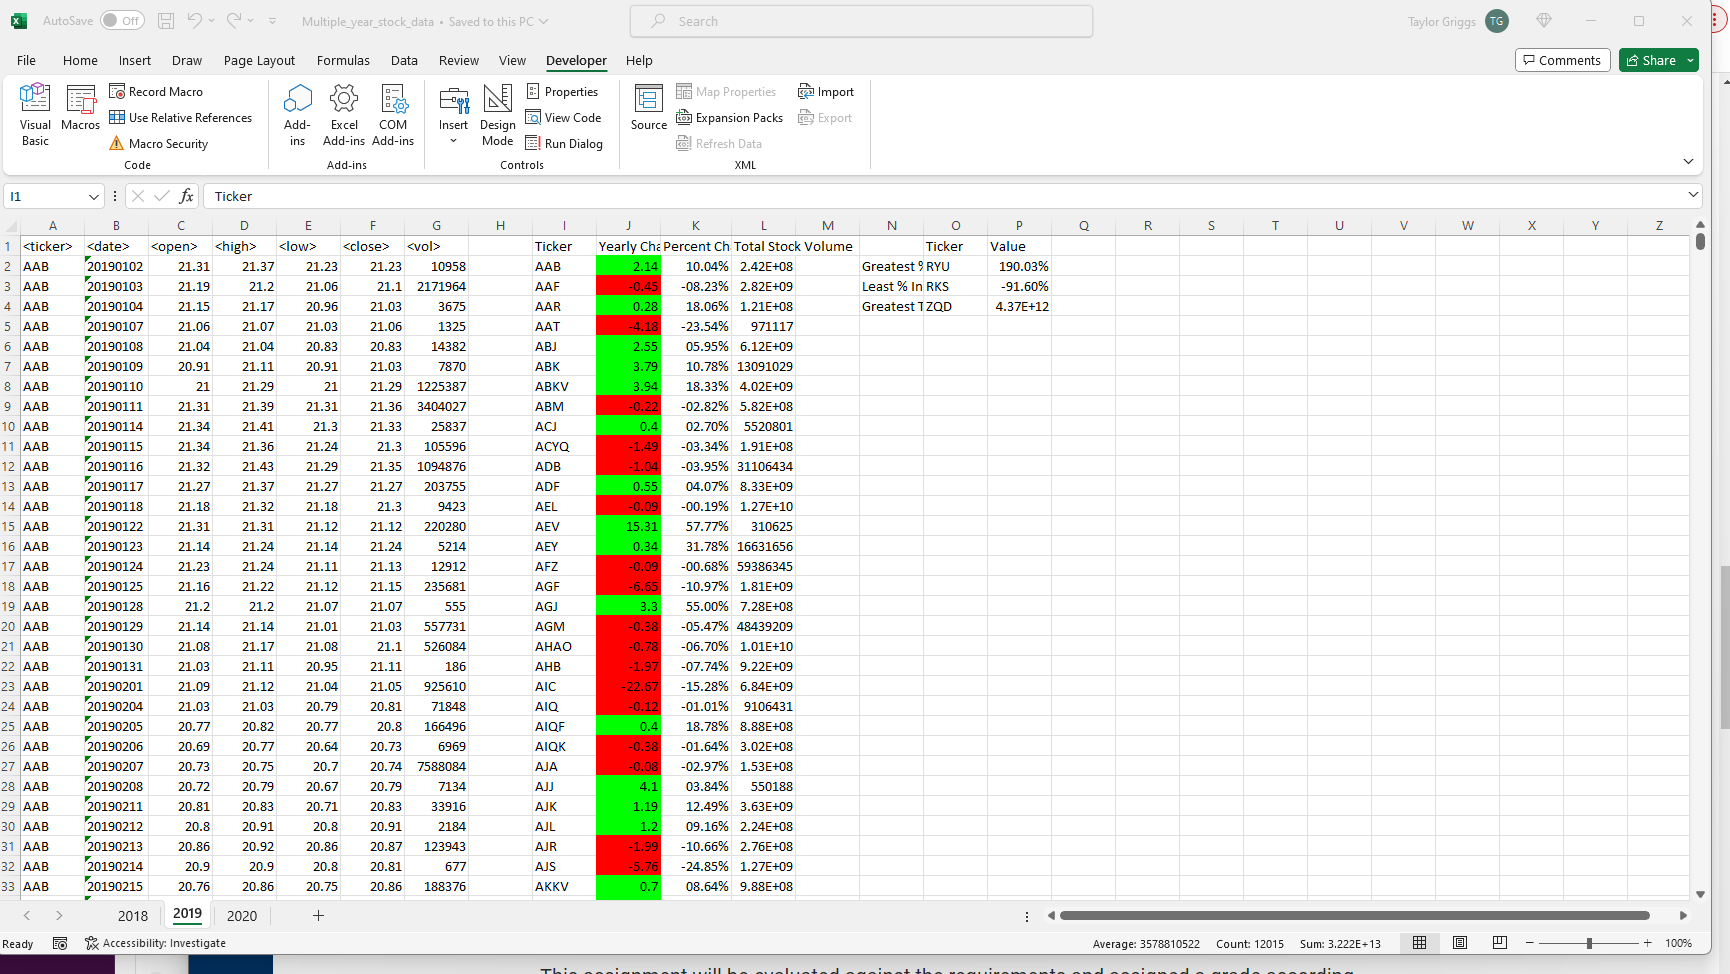 AutoSave Off Multiple_year_stock_data • Saved to this PC Search Taylor Griggs TG
File Home Insert Draw Page Layout Formulas Data Review View Developer Help Comments Share
Visual Basic
Macros
Record Macro
Use Relative References
Macro Security
Code
Add-ins
Excel Add-ins
COM Add-ins
Add-ins
Insert
Design Mode
Properties
View Code
Run Dialog
Controls
Source
Map Properties
Expansion Packs
Refresh Data
Import
Export
XML
I1 fx Ticker
A B C D E F G H I J K L M N O P Q R S T U V W X Y Z
1 <ticker> <date> <open> <high> <low> <close> <vol> Ticker Yearly Cha Percent Ch Total Stock Volume Ticker Value
2 AAB 20190102 21.31 21.37 21.23 21.23 10958 AAB 2.14 10.04% 2.42E+08 Greatest % RYU 190.03%
3 AAB 20190103 21.19 21.2 21.06 21.1 2171964 AAF -0.45 -08.23% 2.82E+09 Least % In RKS -91.60%
4 AAB 20190104 21.15 21.17 20.96 21.03 3675 AAR 0.28 18.06% 1.21E+08 Greatest T ZQD 4.37E+12
5 AAB 20190107 21.06 21.07 21.03 21.06 1325 AAT -4.18 -23.54% 971117
6 AAB 20190108 21.04 21.04 20.83 20.83 14382 ABJ 2.55 05.95% 6.12E+09
7 AAB 20190109 20.91 21.11 20.91 21.03 7870 ABK 3.79 10.78% 13091029
8 AAB 20190110 21 21.29 21 21.29 1225387 ABKV 3.94 18.33% 4.02E+09
9 AAB 20190111 21.31 21.39 21.31 21.36 3404027 ABM -0.22 -02.82% 5.82E+08
10 AAB 20190114 21.34 21.41 21.3 21.33 25837 ACJ 0.4 02.70% 5520801
11 AAB 20190115 21.34 21.36 21.24 21.3 105596 ACYQ -1.49 -03.34% 1.91E+08
12 AAB 20190116 21.32 21.43 21.29 21.35 1094876 ADB -1.04 -03.95% 31106434
13 AAB 20190117 21.27 21.37 21.27 21.27 203755 ADF 0.55 04.07% 8.33E+09
14 AAB 20190118 21.18 21.32 21.18 21.3 9423 AEL -0.09 -00.19% 1.27E+10
15 AAB 20190122 21.31 21.31 21.12 21.12 220280 AEV 15.31 57.77% 310625
16 AAB 20190123 21.14 21.24 21.14 21.24 5214 AEY 0.34 31.78% 16631656
17 AAB 20190124 21.23 21.24 21.11 21.13 12912 AFZ -0.09 -00.68% 59386345
18 AAB 20190125 21.16 21.22 21.12 21.15 235681 AGF -6.65 -10.97% 1.81E+09
19 AAB 20190128 21.2 21.2 21.07 21.07 555 AGJ 3.3 55.00% 7.28E+08
20 AAB 20190129 21.14 21.14 21.01 21.03 557731 AGM -0.38 -05.47% 48439209
21 AAB 20190130 21.08 21.17 21.08 21.1 526084 AHAO -0.78 -06.70% 1.01E+10
22 AAB 20190131 21.03 21.11 20.95 21.11 186 AHB -1.97 -07.74% 9.22E+09
23 AAB 20190201 21.09 21.12 21.04 21.05 925610 AIC -22.67 -15.28% 6.84E+09
24 AAB 20190204 21.03 21.03 20.79 20.81 71848 AIQ -0.12 -01.01% 9106431
25 AAB 20190205 20.77 20.82 20.77 20.8 166496 AIQF 0.4 18.78% 8.88E+08
26 AAB 20190206 20.69 20.77 20.64 20.73 6969 AIQK -0.38 -01.64% 3.02E+08
27 AAB 20190207 20.73 20.75 20.7 20.74 7588084 AJA -0.08 -02.97% 1.53E+08
28 AAB 20190208 20.72 20.79 20.67 20.79 7134 AJJ 4.1 03.84% 550188
29 AAB 20190211 20.81 20.83 20.71 20.83 33916 AJK 1.19 12.49% 3.63E+09
30 AAB 20190212 20.8 20.91 20.8 20.91 2184 AJL 1.2 09.16% 2.24E+08
31 AAB 20190213 20.86 20.92 20.86 20.87 123943 AJR -1.99 -10.66% 2.76E+08
32 AAB 20190214 20.9 20.9 20.8 20.81 677 AJS -5.76 -24.85% 1.27E+09
33 AAB 20190215 20.76 20.86 20.75 20.86 188376 AKKV 0.7 08.64% 9.88E+08
2018 2019 2020
Ready Accessibility: Investigate Average: 3578810522 Count: 12015 Sum: 3.222E+13 100%
This assignment will be evaluated against the requirements and assigned a grade according